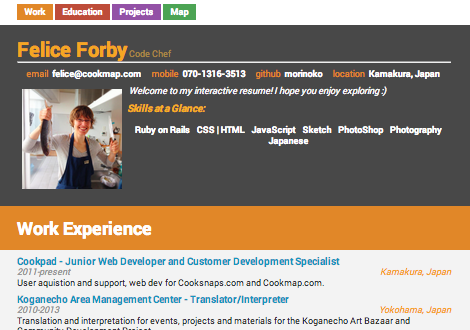 Work Education Projects Map
Felice Forby Code Chef
email felice@cookmap.com mobile 070-1316-3513 github morinoko location Kamakura, Japan
Welcome to my interactive resume! I hope you enjoy exploring :)
Skills at a Glance:
Ruby on Rails CSS | HTML JavaScript Sketch PhotoShop Photography
Japanese
Work Experience
Cookpad - Junior Web Developer and Customer Development Specialist
2011-present Kamakura, Japan
User aquistion and support, web dev for Cooksnaps.com and Cookmap.com.
Koganecho Area Management Center - Translator/Interpreter
2010-2013 Yokohama, Japan
Translation and interpretation for events, projects and materials for the Koganecho Art Bazaar and
Community Development Project